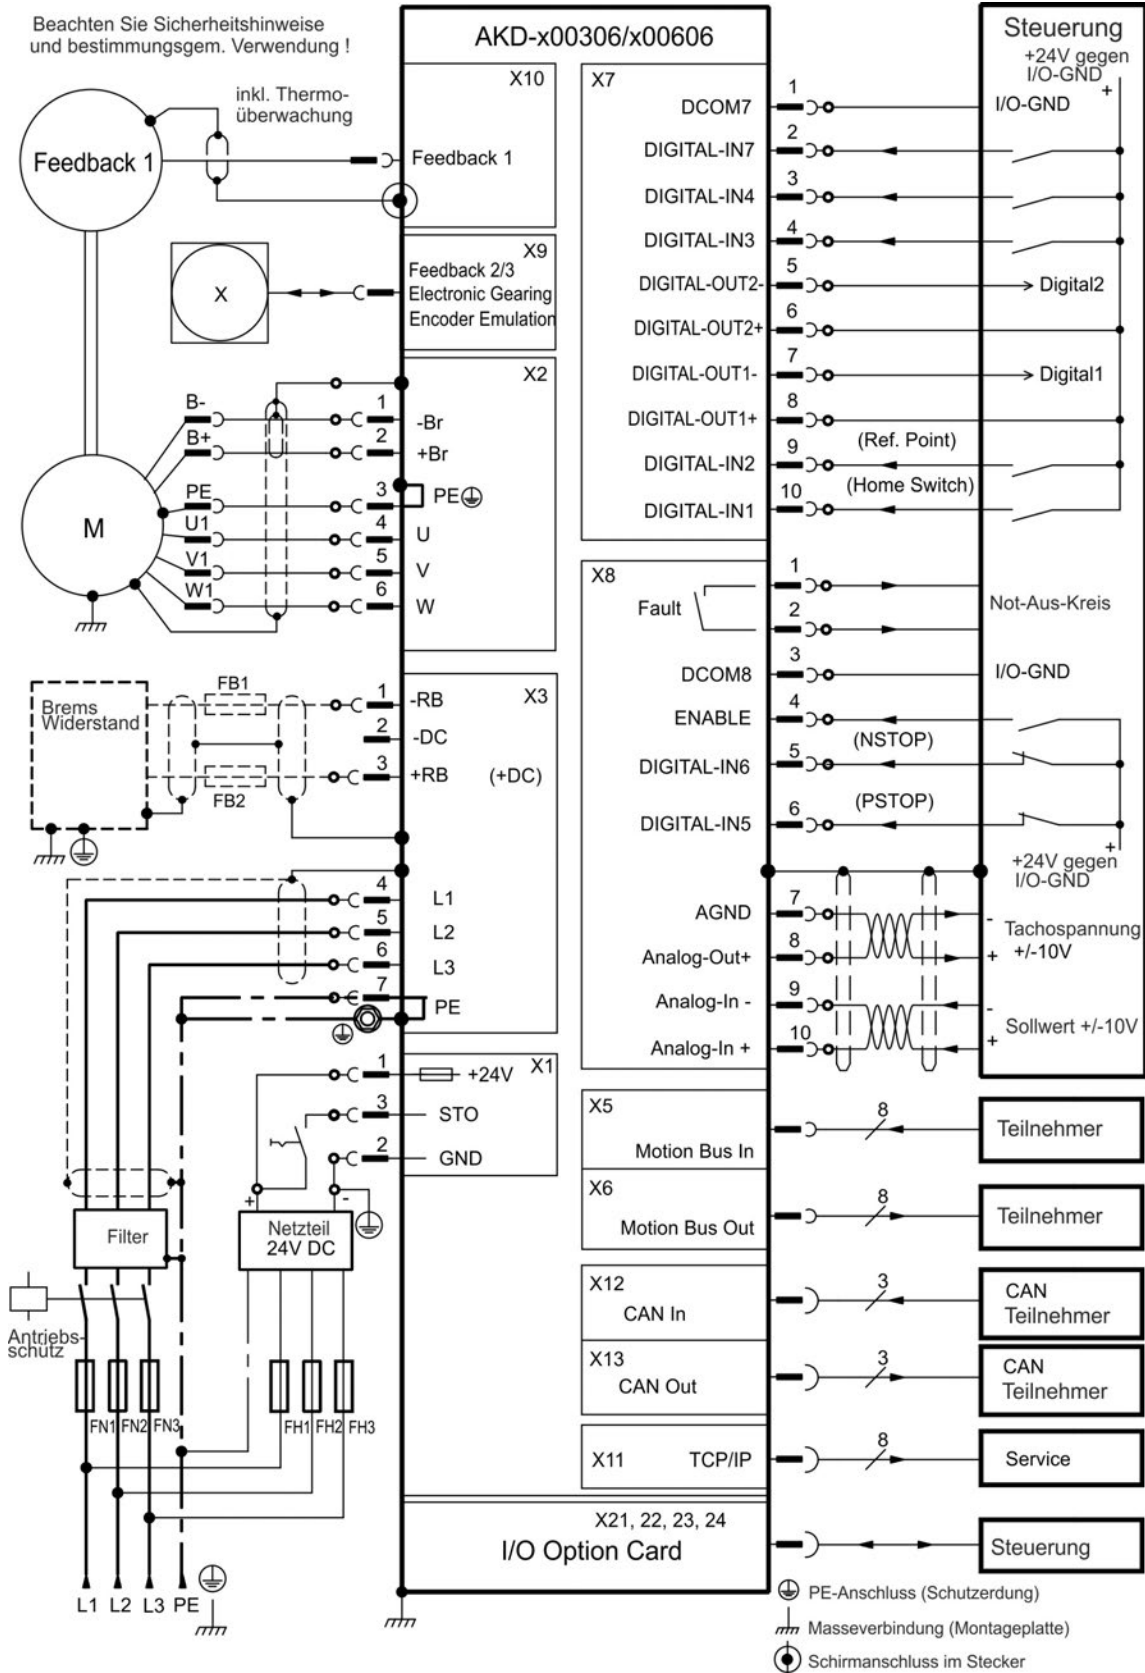 Beachten Sie Sicherheitshinweise
und bestimmungsgem. Verwendung !
AKD-x00306/x00606
Steuerung
+24V gegen
I/O-GND
+
Feedback 1
inkl. Thermo-
überwachung
X10
Feedback 1
X
X9
Feedback 2/3
Electronic Gearing
Encoder Emulation
X7
DCOM7
1
I/O-GND
DIGITAL-IN7
2
DIGITAL-IN4
3
DIGITAL-IN3
4
DIGITAL-OUT2-
5
Digital2
DIGITAL-OUT2+
6
DIGITAL-OUT1-
7
Digital1
DIGITAL-OUT1+
8
DIGITAL-IN2
9
(Ref. Point)
DIGITAL-IN1
10
(Home Switch)
X2
B-
1
-Br
B+
2
+Br
PE
3
PE
M
U1
4
U
V1
5
V
W1
6
W
X8
Fault
1
2
Not-Aus-Kreis
DCOM8
3
I/O-GND
ENABLE
4
DIGITAL-IN6
5
(NSTOP)
DIGITAL-IN5
6
(PSTOP)
+
+24V gegen
I/O-GND
AGND
7
-
Tachospannung
Analog-Out+
8
+
+/-10V
Analog-In -
9
-
Sollwert +/-10V
Analog-In +
10
+
Brems
Widerstand
FB1
FB2
X3
1
-RB
2
-DC
3
+RB
(+DC)
4
L1
5
L2
6
L3
7
PE
X1
1
+24V
3
STO
2
GND
+
-
Netzteil
24V DC
Filter
Antriebs-
schütz
FN1
FN2
FN3
FH1
FH2
FH3
L1
L2
L3
PE
X5
Motion Bus In
8
Teilnehmer
X6
Motion Bus Out
8
Teilnehmer
X12
CAN In
3
CAN
Teilnehmer
X13
CAN Out
3
CAN
Teilnehmer
X11
TCP/IP
8
Service
X21, 22, 23, 24
I/O Option Card
Steuerung
PE-Anschluss (Schutzerdung)
Masseverbindung (Montageplatte)
Schirmanschluss im Stecker